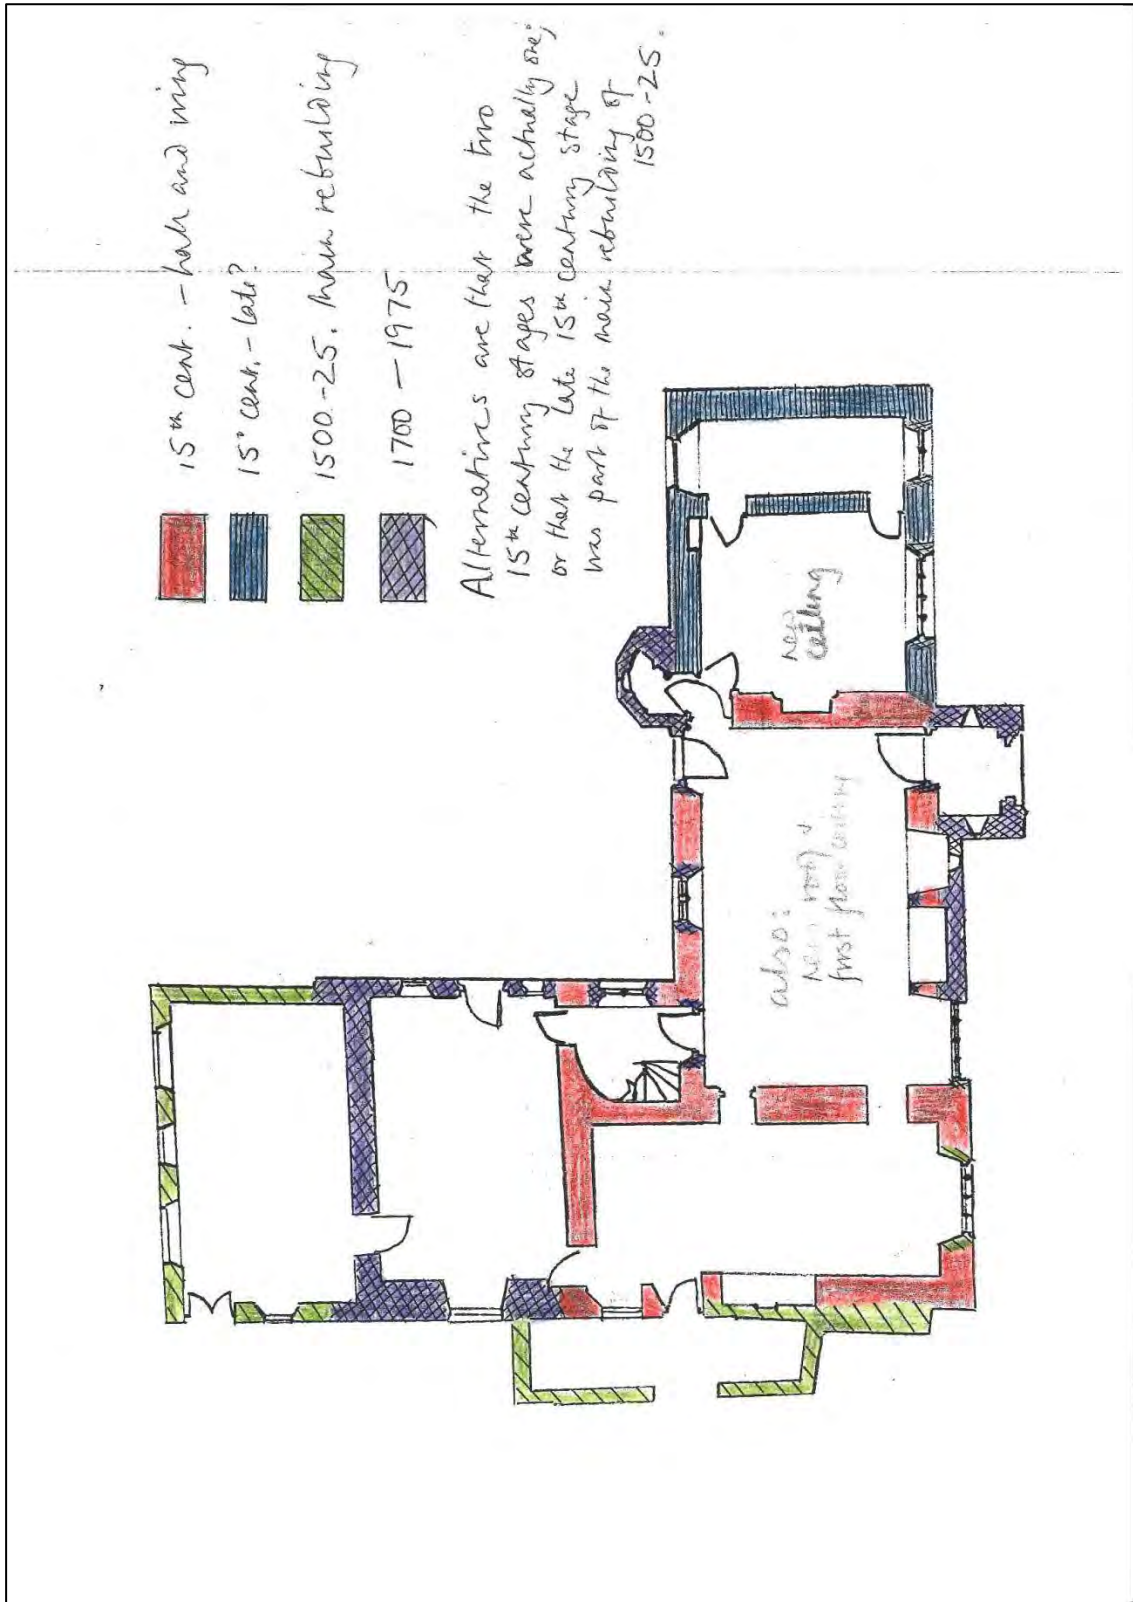 15th cent. - hall and wing
15th cent. - late?
1500-25. Main rebuilding
1700 - 1975
Alternatives are that the two
15th century stages were actually one;
or that the late 15th century stage
was part of the main rebuilding of
1500-25.
new
ceiling
also:
new roof +
first floor ceiling